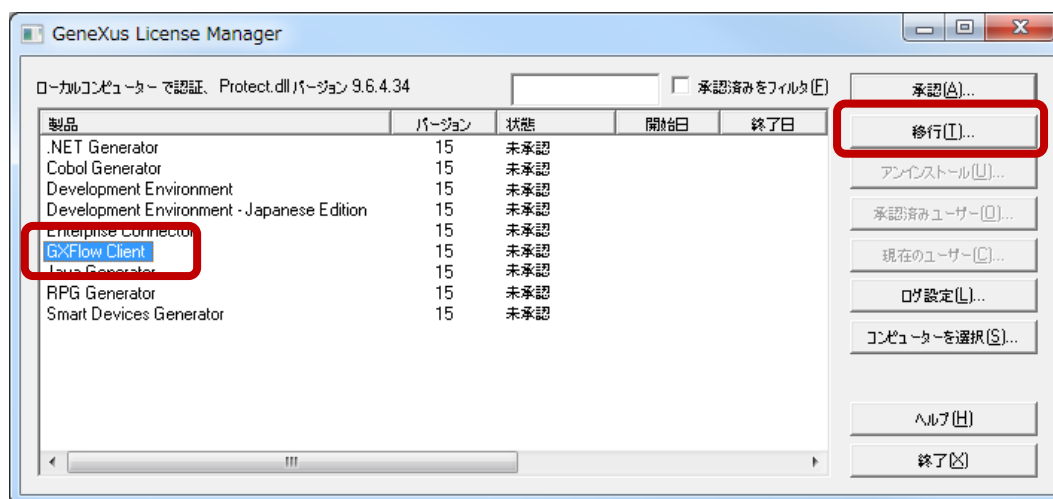 GeneXus License Manager
ローカルコンピューター で認証、Protect.dll バージョン 9.6.4.34
承認済みをフィルタ(F)
製品 バージョン 状態 開始日 終了日
.NET Generator 15 未承認
Cobol Generator 15 未承認
Development Environment 15 未承認
Development Environment - Japanese Edition 15 未承認
Enterprise Connector 15 未承認
GXFlow Client 15 未承認
Java Generator 15 未承認
RPG Generator 15 未承認
Smart Devices Generator 15 未承認
承認(A)...
移行(T)...
アンインストール(U)...
承認済みユーザー(O)...
現在のユーザー(C)...
ログ設定(L)...
コンピューターを選択(S)...
ヘルプ(H)
終了(X)